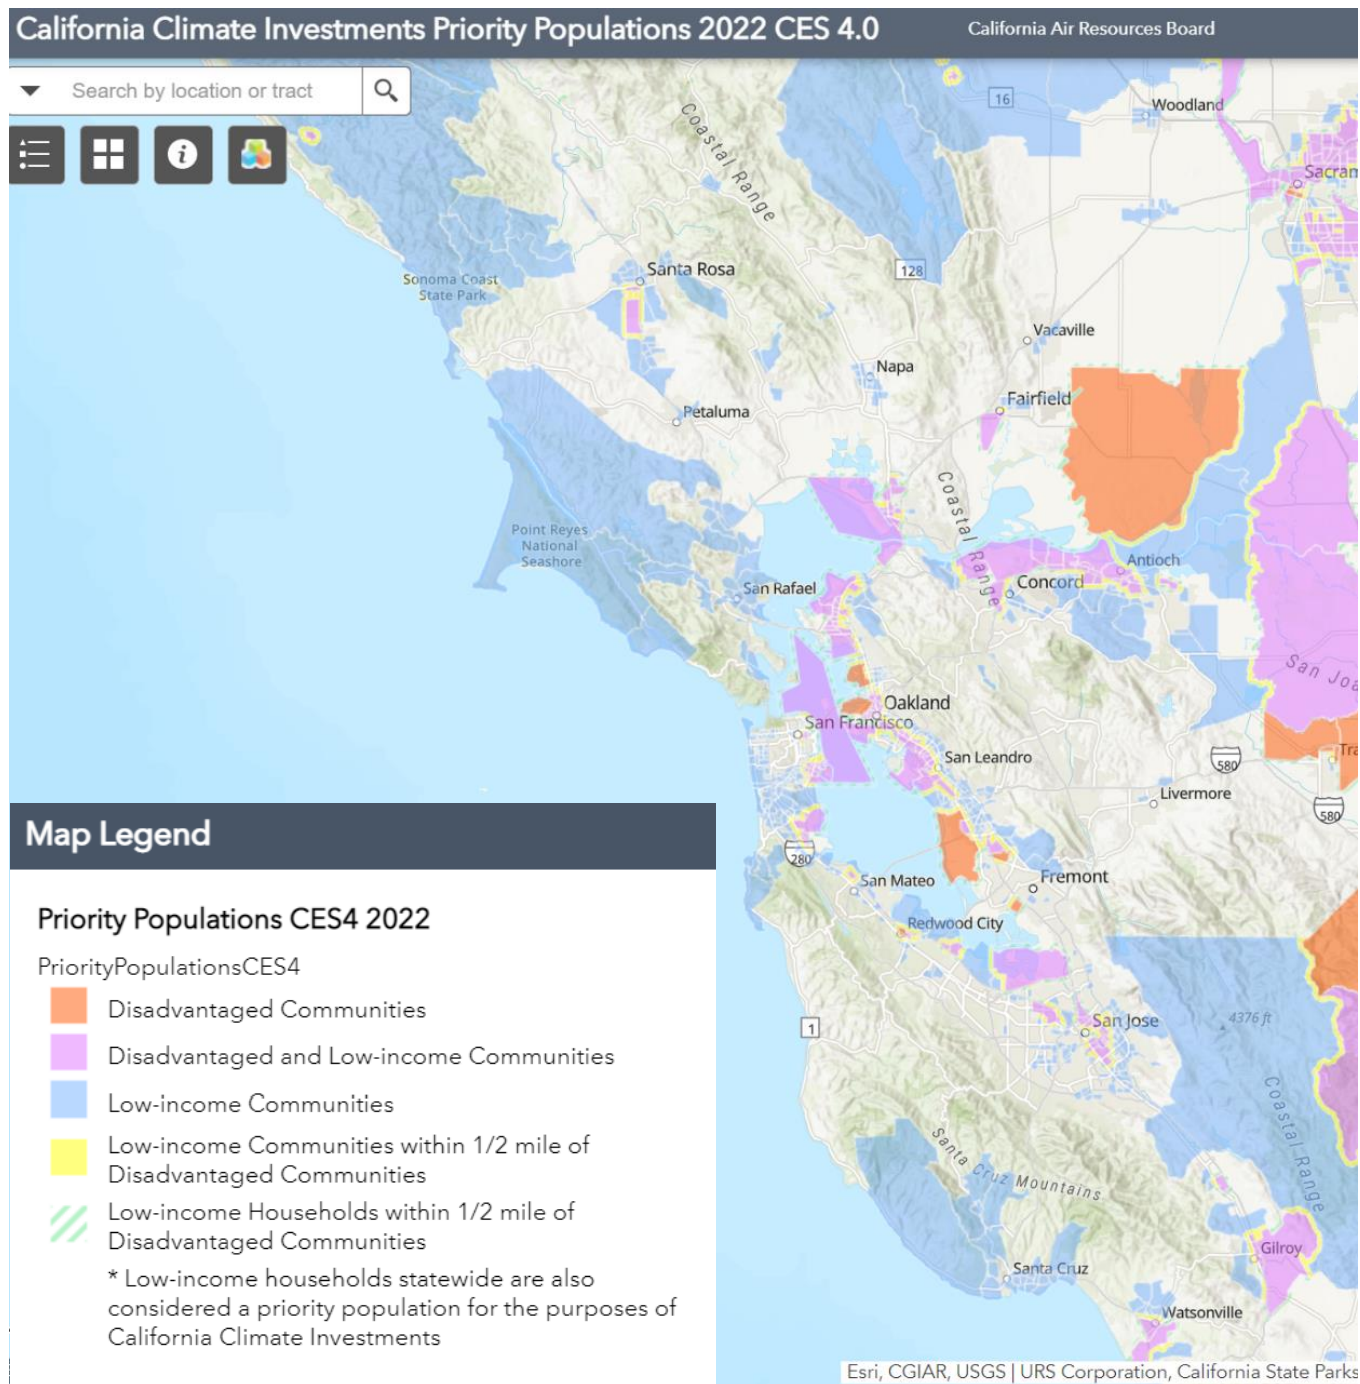 California Climate Investments Priority Populations 2022 CES 4.0
California Air Resources Board
Search by location or tract
16
Woodland
Coastal Range
Sacram
Santa Rosa
128
Sonoma Coast
State Park
Vacaville
Napa
Fairfield
Petaluma
Coastal Range
Point Reyes
National
Seashore
Antioch
San Rafael
Concord
San Joa
Oakland
San Francisco
San Leandro
580
Tra
Livermore
580
280
San Mateo
Fremont
Redwood City
1
San Jose
4376 ft
Coastal Range
Santa Cruz Mountains
Gilroy
Santa Cruz
Watsonville
Map Legend
Priority Populations CES4 2022
PriorityPopulationsCES4
Disadvantaged Communities
Disadvantaged and Low-income Communities
Low-income Communities
Low-income Communities within 1/2 mile of
Disadvantaged Communities
Low-income Households within 1/2 mile of
Disadvantaged Communities
* Low-income households statewide are also
considered a priority population for the purposes of
California Climate Investments
Esri, CGIAR, USGS | URS Corporation, California State Parks